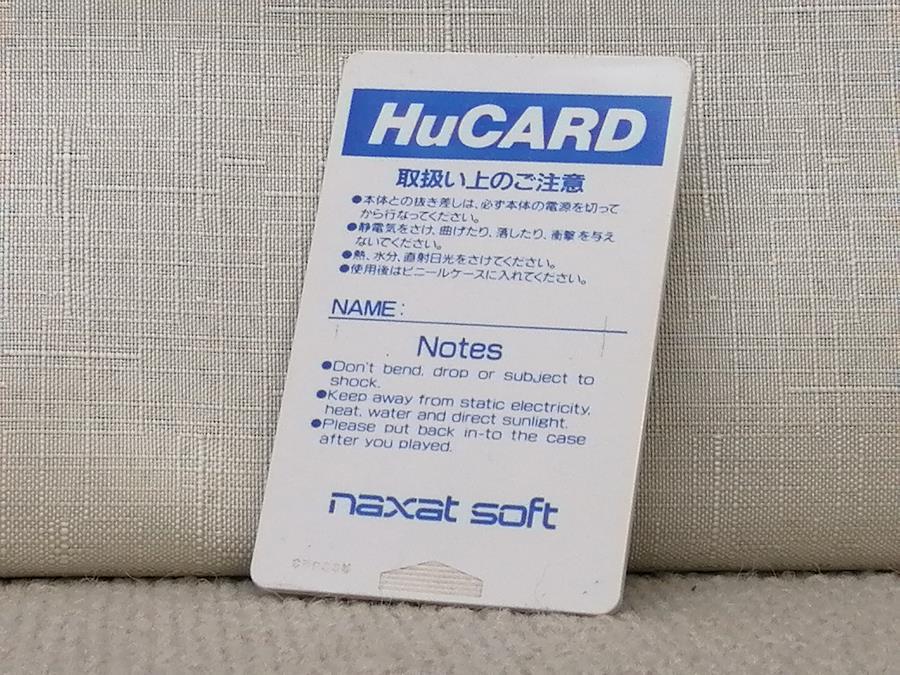 HuCARD
取扱い上のご注意
●本体との抜き差しは、必ず本体の電源を切って
から行なってください。
●静電気をさけ、曲げたり、落したり、衝撃を与え
ないでください。
●熱、水分、直射日光をさけてください。
●使用後はビニールケースに入れてください。
NAME:
Notes
●Don't bend, drop or subject to
shock.
●Keep away from static electricity,
heat, water and direct sunlight.
●Please put back in-to the case
after you played.
naxat soft